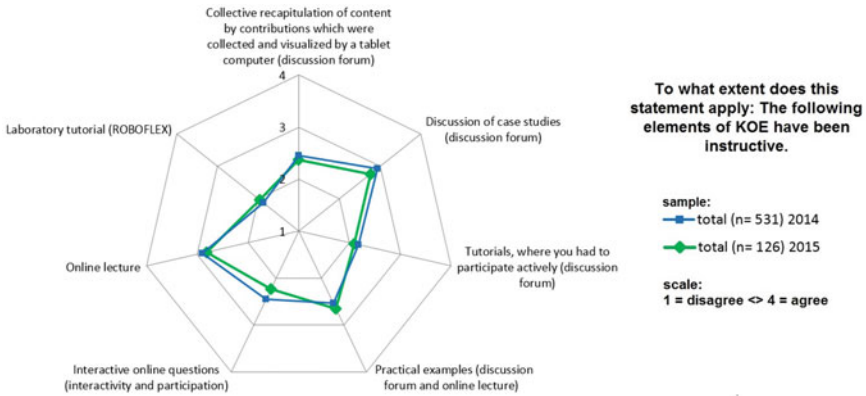 Collective recapitulation of content
by contributions which were
collected and visualized by a tablet
computer (discussion forum)
4
3
2
1
Discussion of case studies
(discussion forum)
Tutorials, where you had to
participate actively (discussion
forum)
Practical examples (discussion
forum and online lecture)
Interactive online questions
(interactivity and participation)
Online lecture
Laboratory tutorial (ROBOFLEX)
To what extent does this
statement apply: The following
elements of KOE have been
instructive.
sample:
total (n= 531) 2014
total (n= 126) 2015
scale:
1 = disagree <> 4 = agree